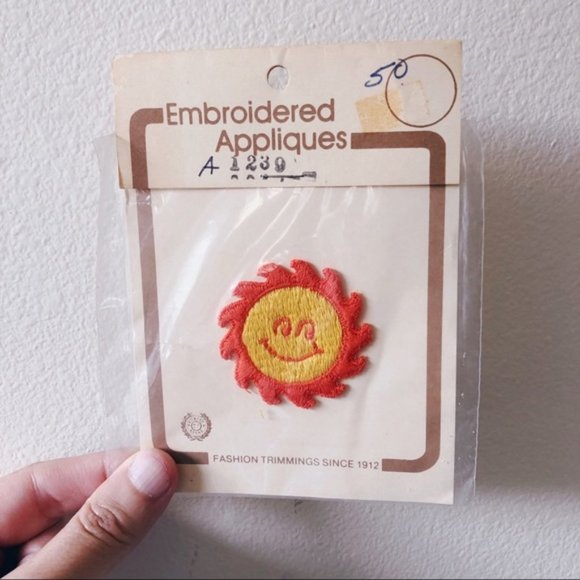 50
Embroidered
Appliques
A 1239
FASHION TRIMMINGS SINCE 1912